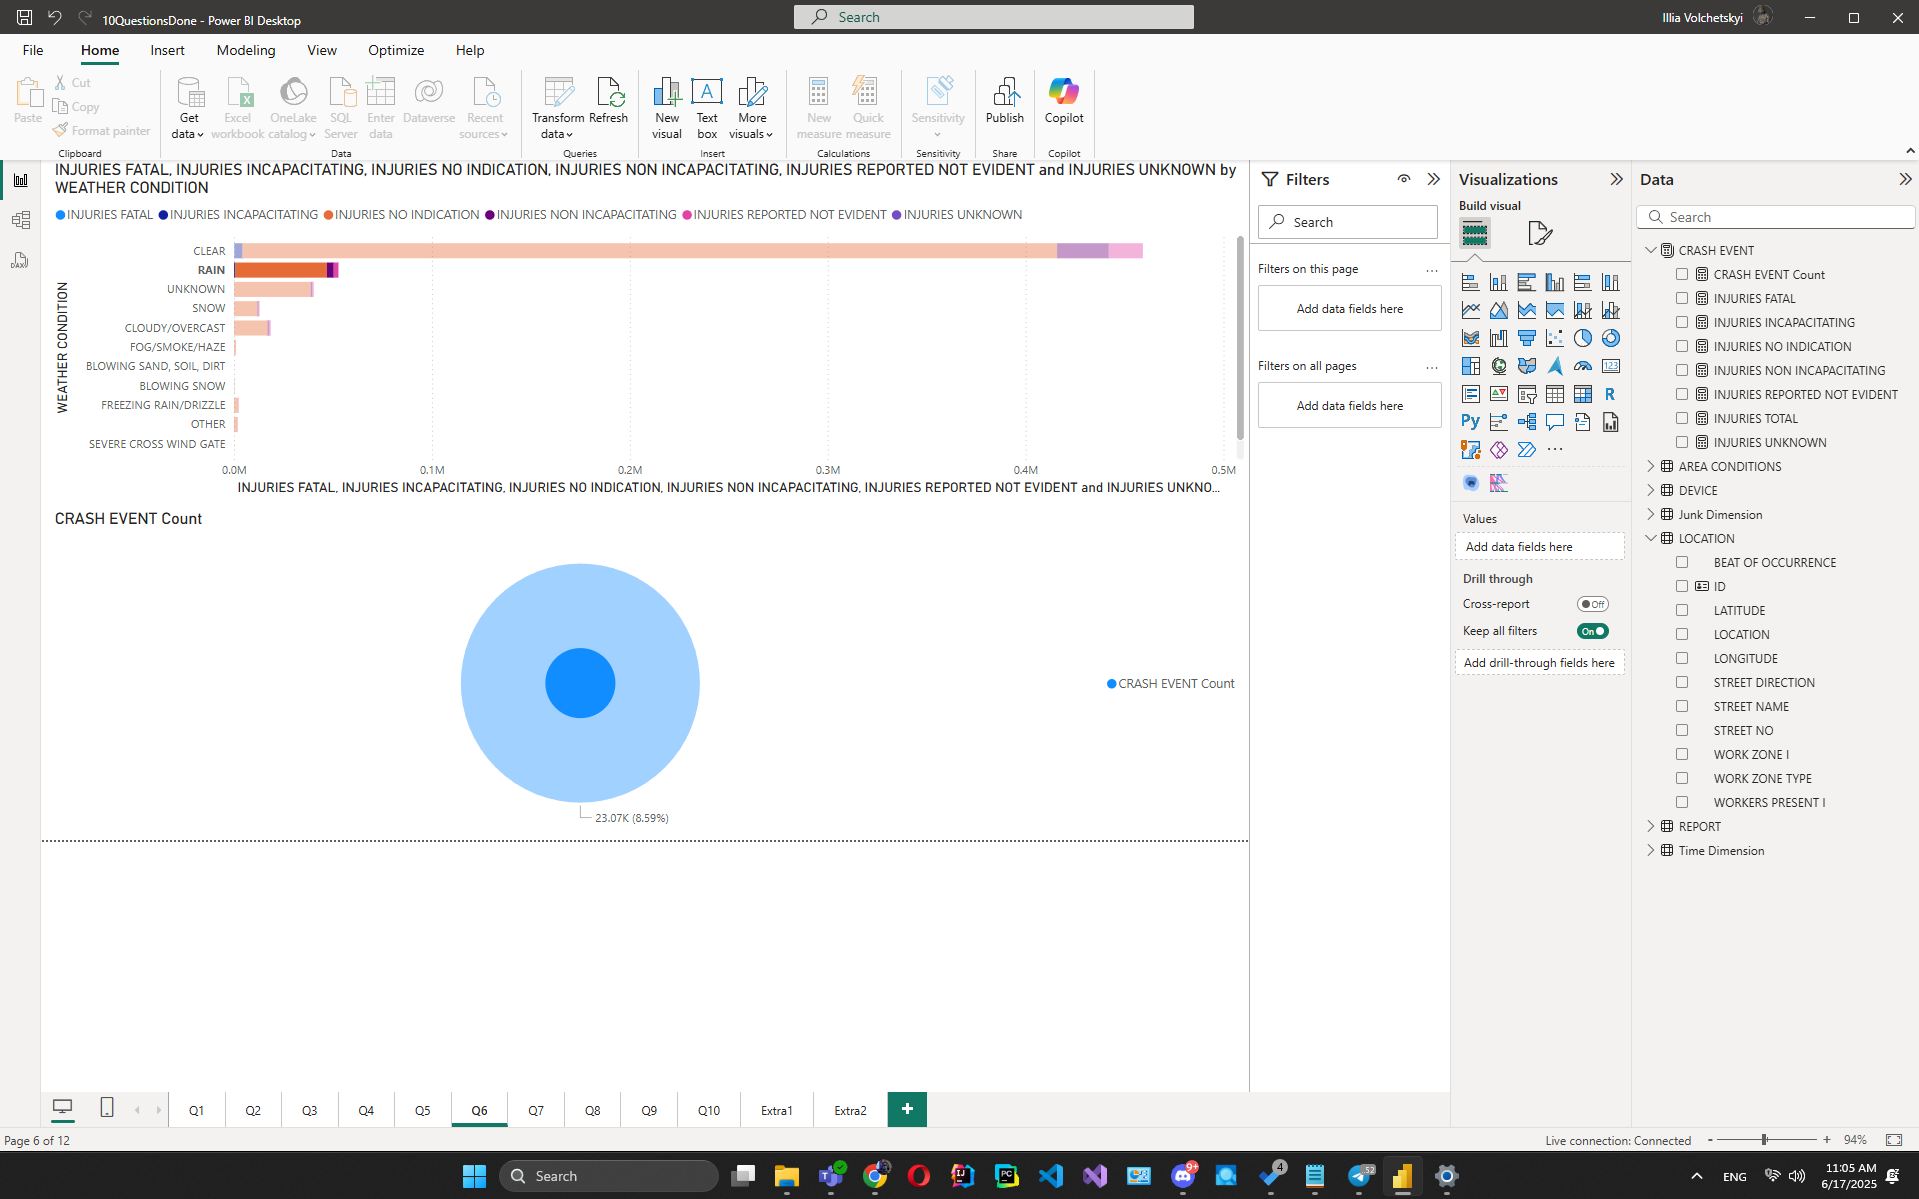 10QuestionsDone - Power BI Desktop
Search
Illia Volchetskyi
File Home Insert Modeling View Optimize Help
Paste
Cut
Copy
Format painter
Clipboard
Get data
Excel workbook
OneLake catalog
SQL Server
Enter data
Dataverse
Recent sources
Data
Transform data
Refresh
Queries
New visual
Text box
More visuals
Insert
New measure
Quick measure
Calculations
Sensitivity
Sensitivity
Publish
Share
Copilot
Copilot
INJURIES FATAL, INJURIES INCAPACITATING, INJURIES NO INDICATION, INJURIES NON INCAPACITATING, INJURIES REPORTED NOT EVIDENT and INJURIES UNKNOWN by
WEATHER CONDITION
INJURIES FATAL INJURIES INCAPACITATING INJURIES NO INDICATION INJURIES NON INCAPACITATING INJURIES REPORTED NOT EVIDENT INJURIES UNKNOWN
WEATHER CONDITION
CLEAR
RAIN
UNKNOWN
SNOW
CLOUDY/OVERCAST
FOG/SMOKE/HAZE
BLOWING SAND, SOIL, DIRT
BLOWING SNOW
FREEZING RAIN/DRIZZLE
OTHER
SEVERE CROSS WIND GATE
0.0M 0.1M 0.2M 0.3M 0.4M 0.5M
INJURIES FATAL, INJURIES INCAPACITATING, INJURIES NO INDICATION, INJURIES NON INCAPACITATING, INJURIES REPORTED NOT EVIDENT and INJURIES UNKNO...
CRASH EVENT Count
23.07K (8.59%)
CRASH EVENT Count
Filters
Search
Filters on this page
Add data fields here
Filters on all pages
Add data fields here
Visualizations
Build visual
123
R
Py
Values
Add data fields here
Drill through
Cross-report
Off
Keep all filters
On
Add drill-through fields here
Data
Search
CRASH EVENT
CRASH EVENT Count
INJURIES FATAL
INJURIES INCAPACITATING
INJURIES NO INDICATION
INJURIES NON INCAPACITATING
INJURIES REPORTED NOT EVIDENT
INJURIES TOTAL
INJURIES UNKNOWN
AREA CONDITIONS
DEVICE
Junk Dimension
LOCATION
BEAT OF OCCURRENCE
ID
LATITUDE
LOCATION
LONGITUDE
STREET DIRECTION
STREET NAME
STREET NO
WORK ZONE I
WORK ZONE TYPE
WORKERS PRESENT I
REPORT
Time Dimension
Q1 Q2 Q3 Q4 Q5 Q6 Q7 Q8 Q9 Q10 Extra1 Extra2 +
Page 6 of 12
Live connection: Connected
- + 94%
Search
9+
4
52
ENG
11:05 AM
6/17/2025